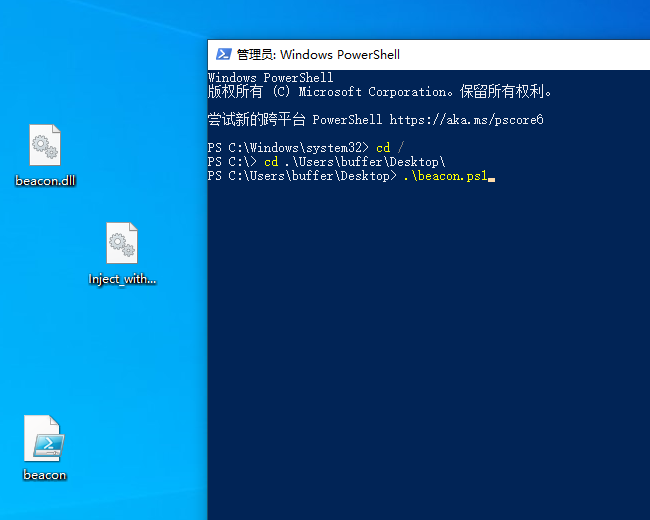 管理员: Windows PowerShell
Windows PowerShell
版权所有 (C) Microsoft Corporation。保留所有权利。
尝试新的跨平台 PowerShell https://aka.ms/pscore6
PS C:\Windows\system32> cd /
PS C:\> cd .\Users\buffer\Desktop\
PS C:\Users\buffer\Desktop> .\beacon.ps1
beacon.dll
Inject_with...
beacon